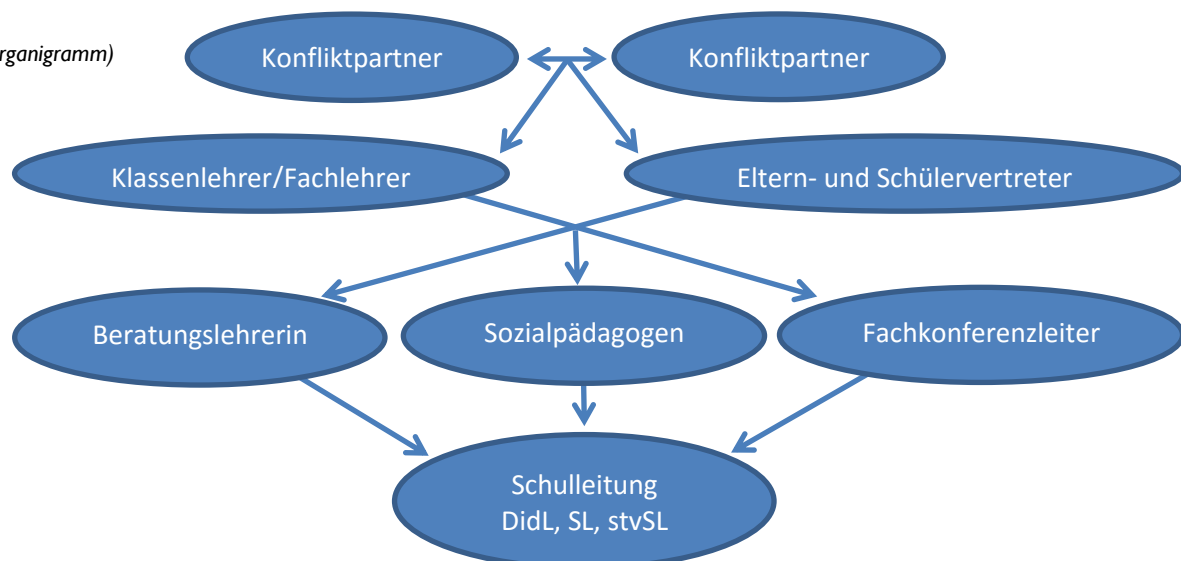 rganigramm)
Konfliktpartner
Konfliktpartner
Klassenlehrer/Fachlehrer
Eltern- und Schülervertreter
Beratungslehrerin
Sozialpädagogen
Fachkonferenzleiter
Schulleitung
DidL, SL, stvSL